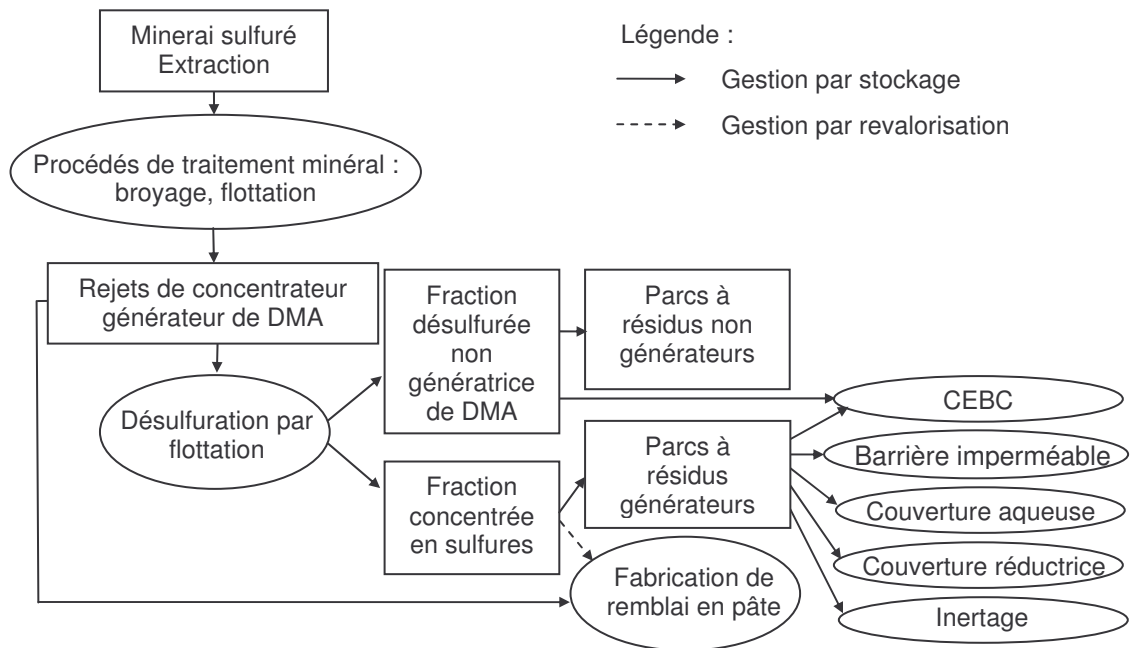 Minerai sulfuré
Extraction
Légende :
Gestion par stockage
Gestion par revalorisation
Procédés de traitement minéral :
broyage, flottation
Rejets de concentrateur
générateur de DMA
Fraction
désulfurée
non
génératrice
de DMA
Parcs à
résidus non
générateurs
Désulfuration par
flottation
CEBC
Barrière imperméable
Couverture aqueuse
Couverture réductrice
Inertage
Parcs à
résidus
générateurs
Fraction
concentrée
en sulfures
Fabrication de
remblai en pâte